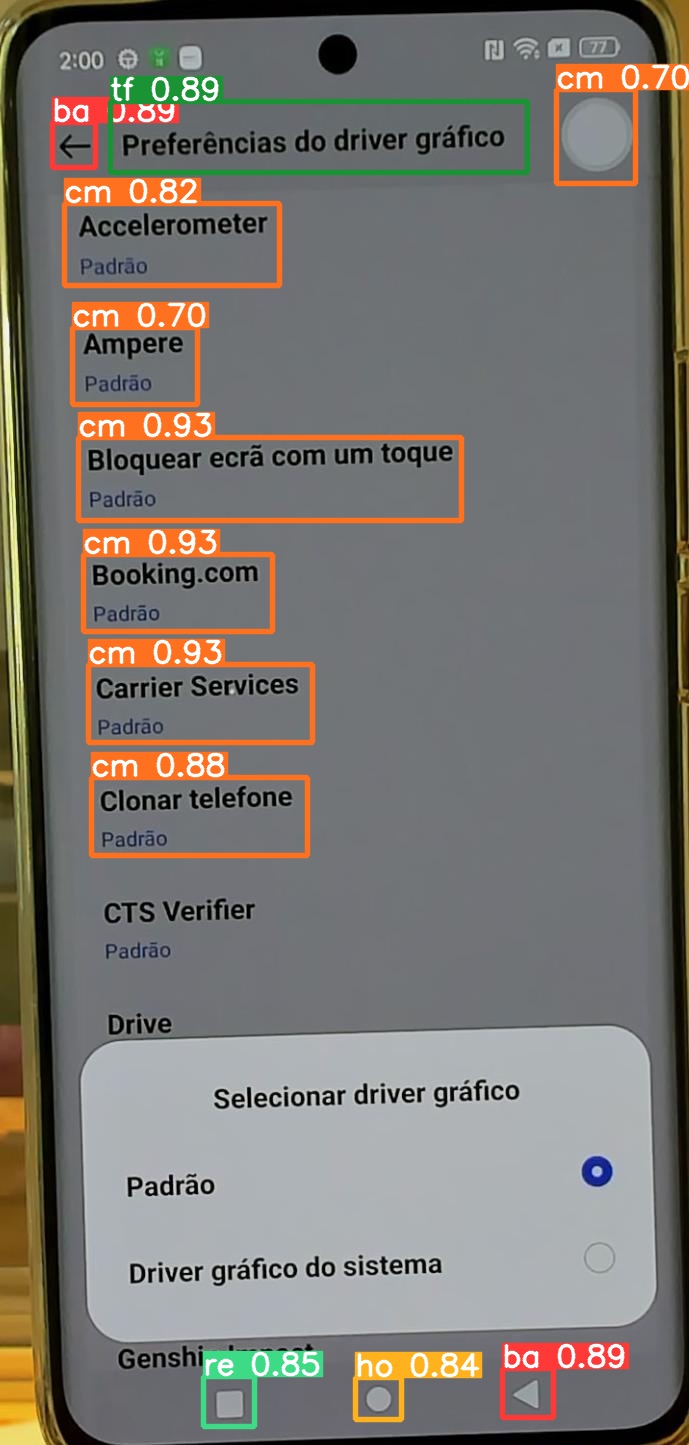 2:00
77
tf 0.89
cm 0.70
ba 0.89
Preferências do driver gráfico
cm 0.82
Accelerometer
Padrão
cm 0.70
Ampere
Padrão
cm 0.93
Bloquear ecrã com um toque
Padrão
cm 0.93
Booking.com
Padrão
cm 0.93
Carrier Services
Padrão
cm 0.88
Clonar telefone
Padrão
CTS Verifier
Padrão
Drive
Selecionar driver gráfico
Padrão
Driver gráfico do sistema
Genshin Impact
re 0.85
ho 0.84
ba 0.89